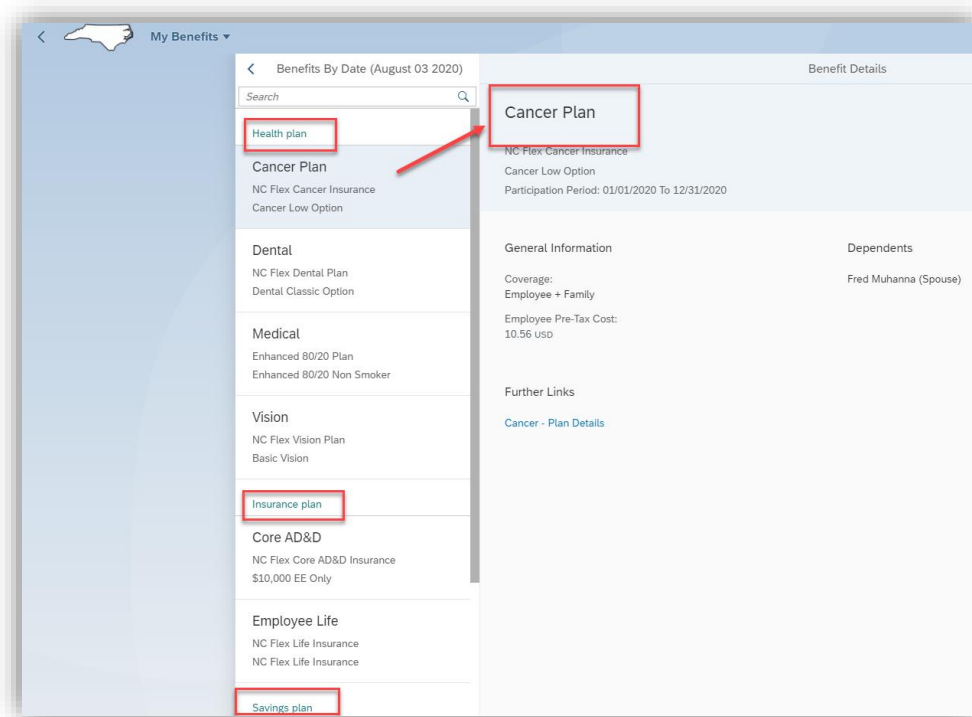 My Benefits
Benefits By Date (August 03 2020)
Search
Health plan
Cancer Plan
NC Flex Cancer Insurance
Cancer Low Option
Dental
NC Flex Dental Plan
Dental Classic Option
Medical
Enhanced 80/20 Plan
Enhanced 80/20 Non Smoker
Vision
NC Flex Vision Plan
Basic Vision
Insurance plan
Core AD&D
NC Flex Core AD&D Insurance
$10,000 EE Only
Employee Life
NC Flex Life Insurance
NC Flex Life Insurance
Savings plan
Benefit Details
Cancer Plan
NC Flex Cancer Insurance
Cancer Low Option
Participation Period: 01/01/2020 To 12/31/2020
General Information
Coverage:
Employee + Family
Employee Pre-Tax Cost:
10.56 USD
Dependents
Fred Muhanna (Spouse)
Further Links
Cancer - Plan Details